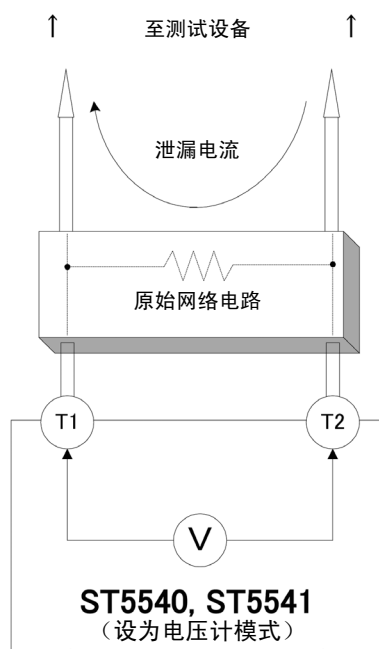 ↑ 至测试设备 ↑
泄漏电流
原始网络电路
T1 T2
V
ST5540, ST5541
（设为电压计模式）